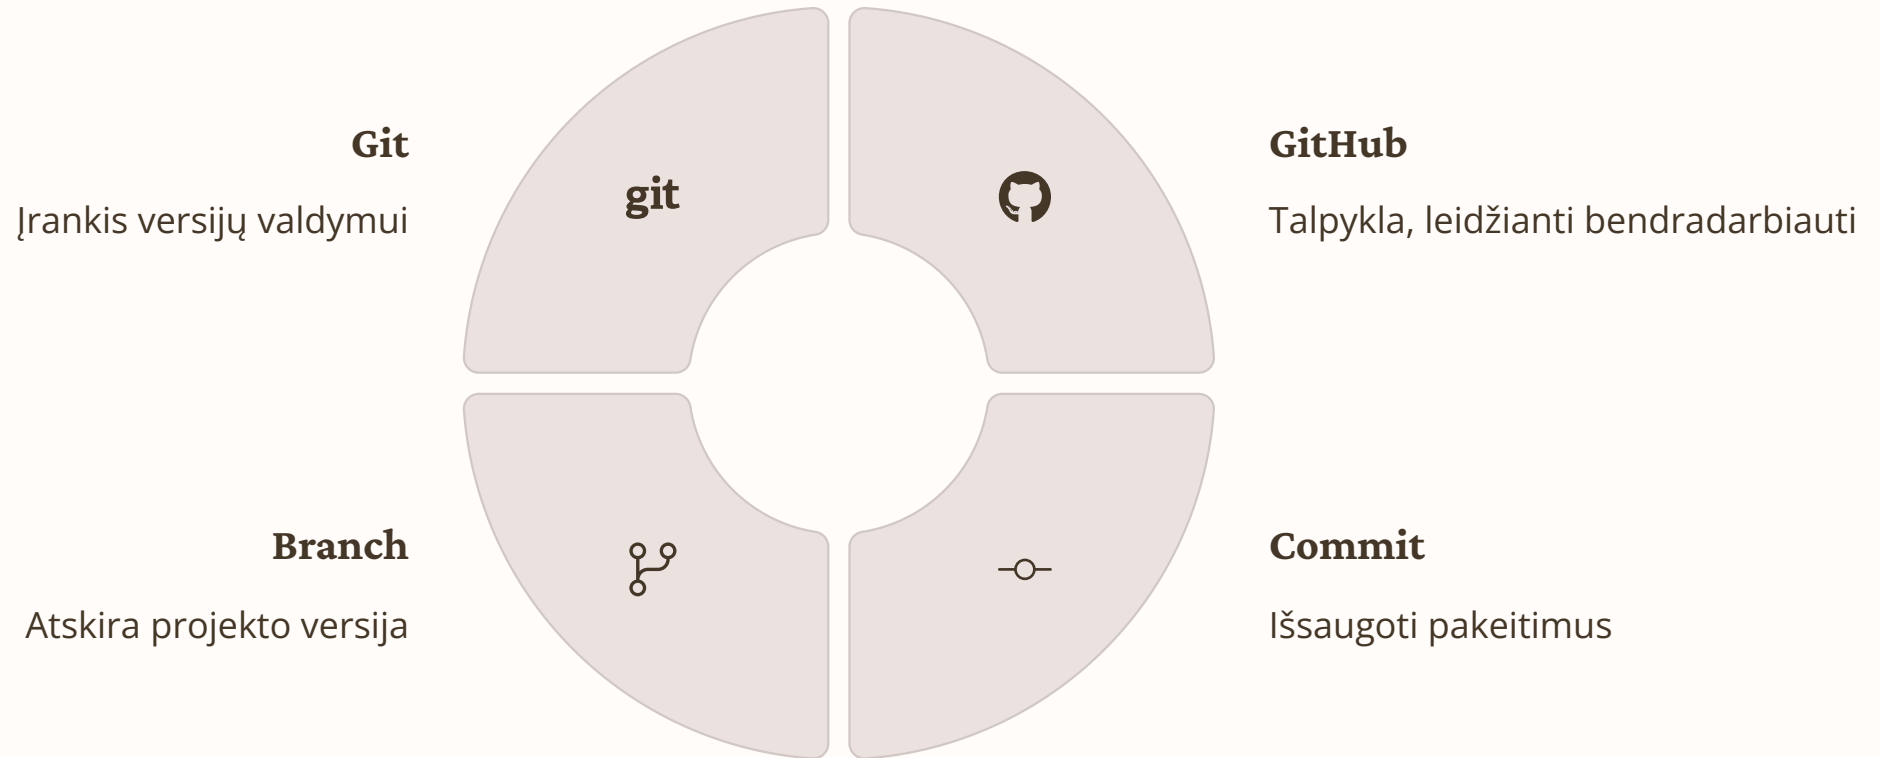 Git
Įrankis versijų valdymui
git
GitHub
Talpykla, leidžianti bendradarbiauti
Branch
Atskira projekto versija
Commit
Išsaugoti pakeitimus